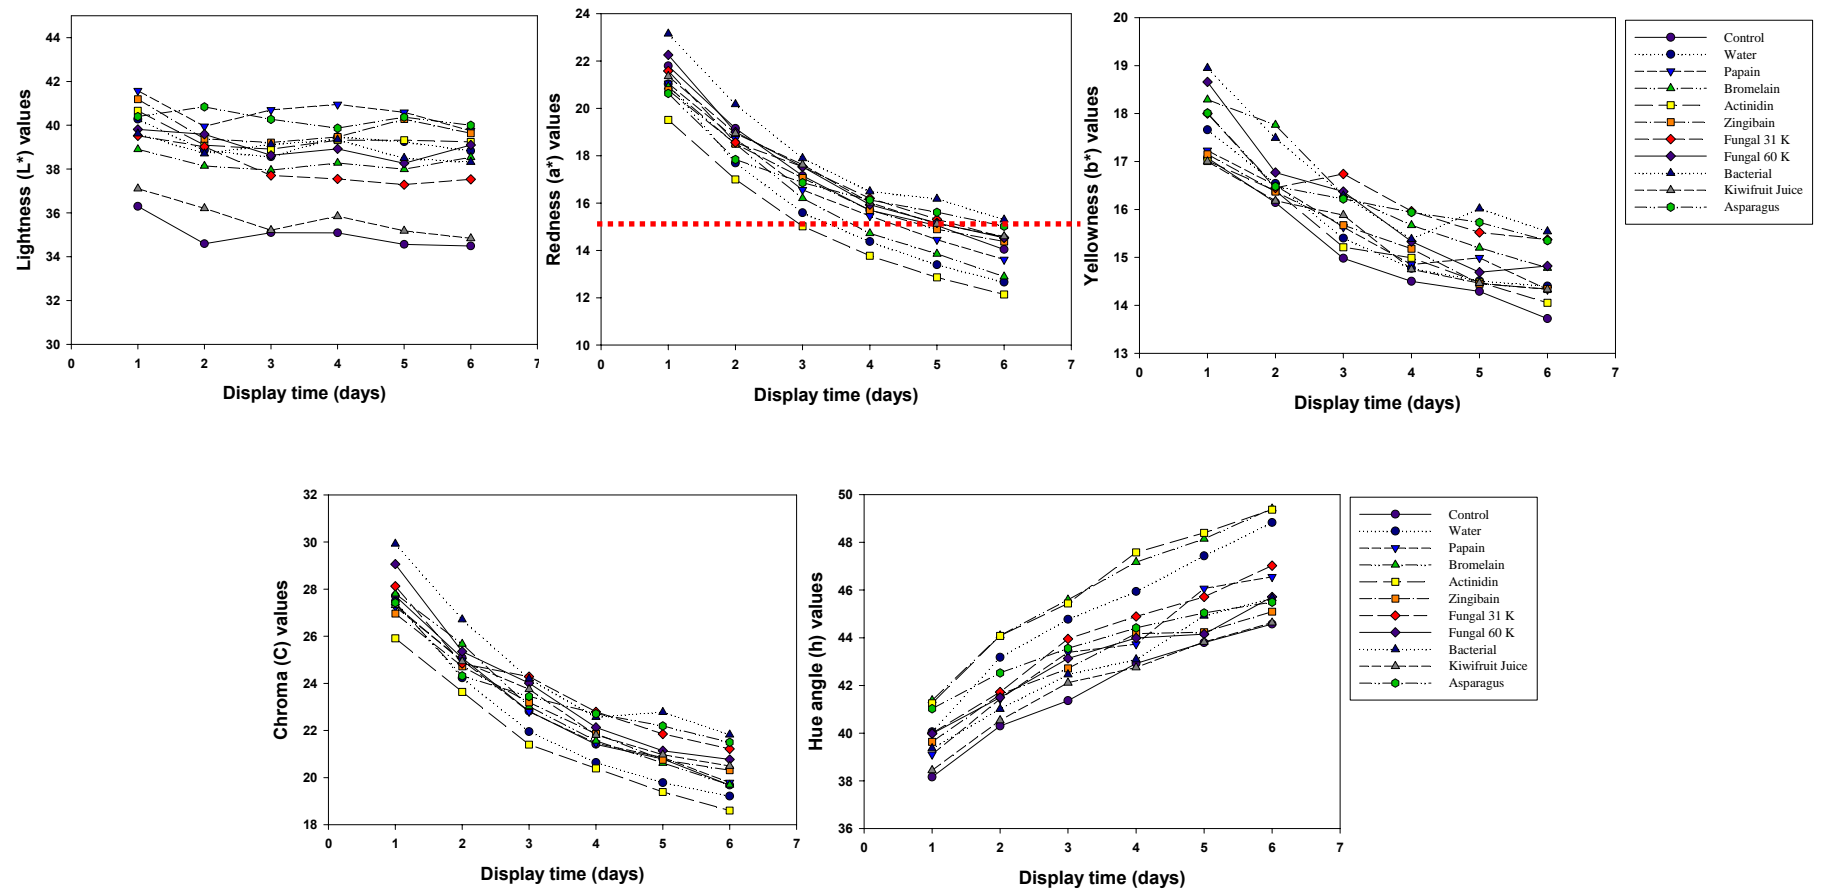 Lightness (L*) values
44
42
40
38
36
34
32
30
0 1 2 3 4 5 6 7
Display time (days)
Redness (a*) values
24
22
20
18
16
14
12
10
0 1 2 3 4 5 6 7
Display time (days)
Yellowness (b*) values
20
19
18
17
16
15
14
13
0 1 2 3 4 5 6 7
Display time (days)
Control
Water
Papain
Bromelain
Actinidin
Zingibain
Fungal 31 K
Fungal 60 K
Bacterial
Kiwifruit Juice
Asparagus
Chroma (C) values
32
30
28
26
24
22
20
18
0 1 2 3 4 5 6 7
Display time (days)
Hue angle (h) values
50
48
46
44
42
40
38
36
0 1 2 3 4 5 6 7
Display time (days)
Control
Water
Papain
Bromelain
Actinidin
Zingibain
Fungal 31 K
Fungal 60 K
Bacterial
Kiwifruit Juice
Asparagus